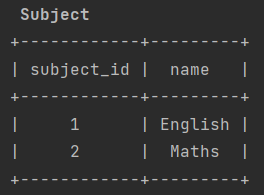 Subject
+------------+---------+
| subject_id |  name   |
+------------+---------+
|     1      | English |
|     2      |  Maths  |
+------------+---------+